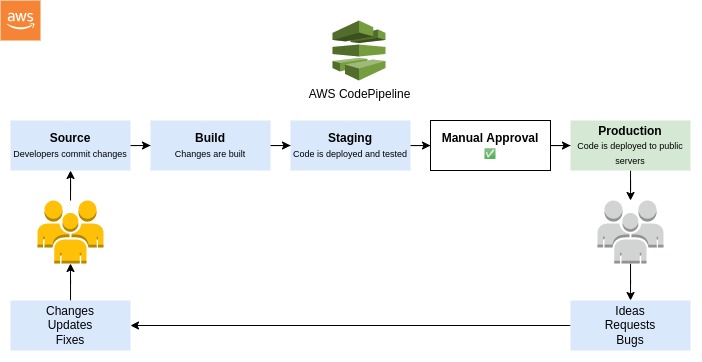 aws
AWS CodePipeline
Source
Developers commit changes
Build
Changes are built
Staging
Code is deployed and tested
Manual Approval
✅
Production
Code is deployed to public
servers
Changes
Updates
Fixes
Ideas
Requests
Bugs